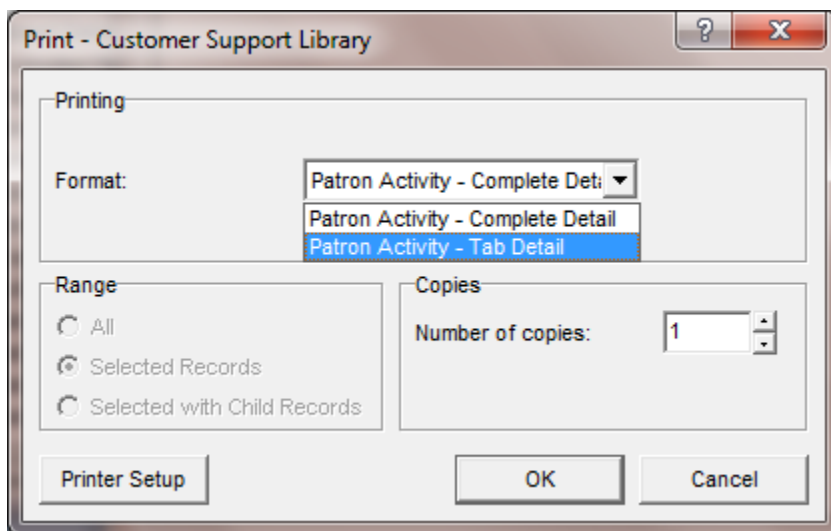 Print - Customer Support Library
?
X
Printing
Format:
Patron Activity - Complete Deta
Patron Activity - Complete Detail
Patron Activity - Tab Detail
Range
All
Selected Records
Selected with Child Records
Copies
Number of copies:
1
Printer Setup
OK
Cancel